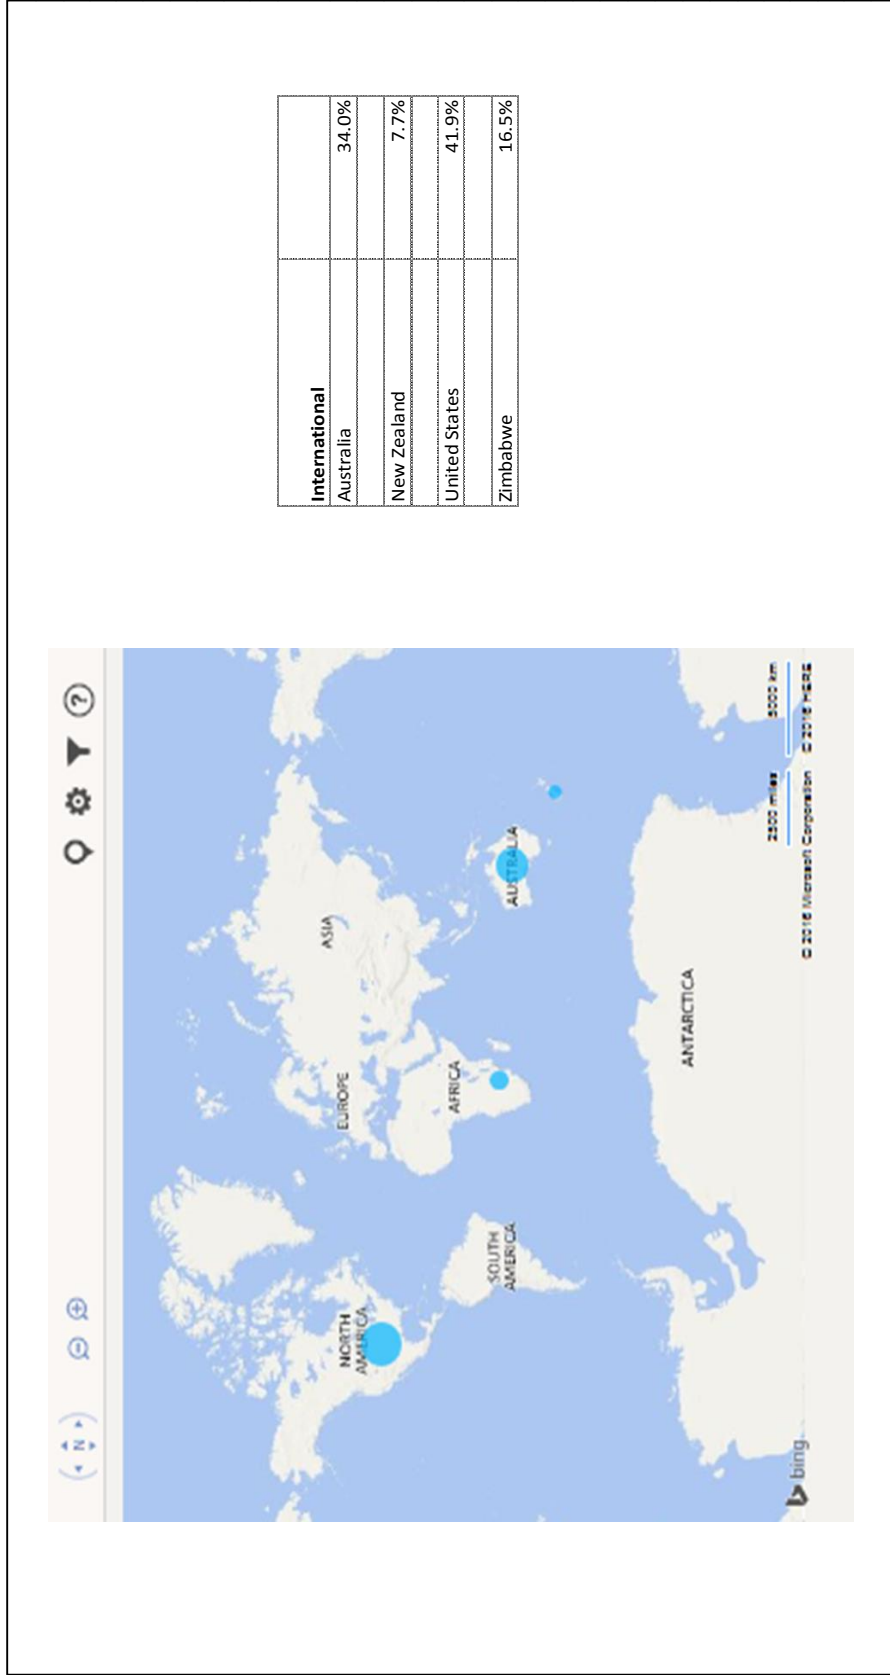 N
?
NORTH
AMERICA
EUROPE
ASIA
AFRICA
SOUTH
AMERICA
AUSTRALIA
ANTARCTICA
bing
2500 miles
5000 km
© 2016 Microsoft Corporation © 2016 HERE
International
Australia 34.0%
New Zealand 7.7%
United States 41.9%
Zimbabwe 16.5%